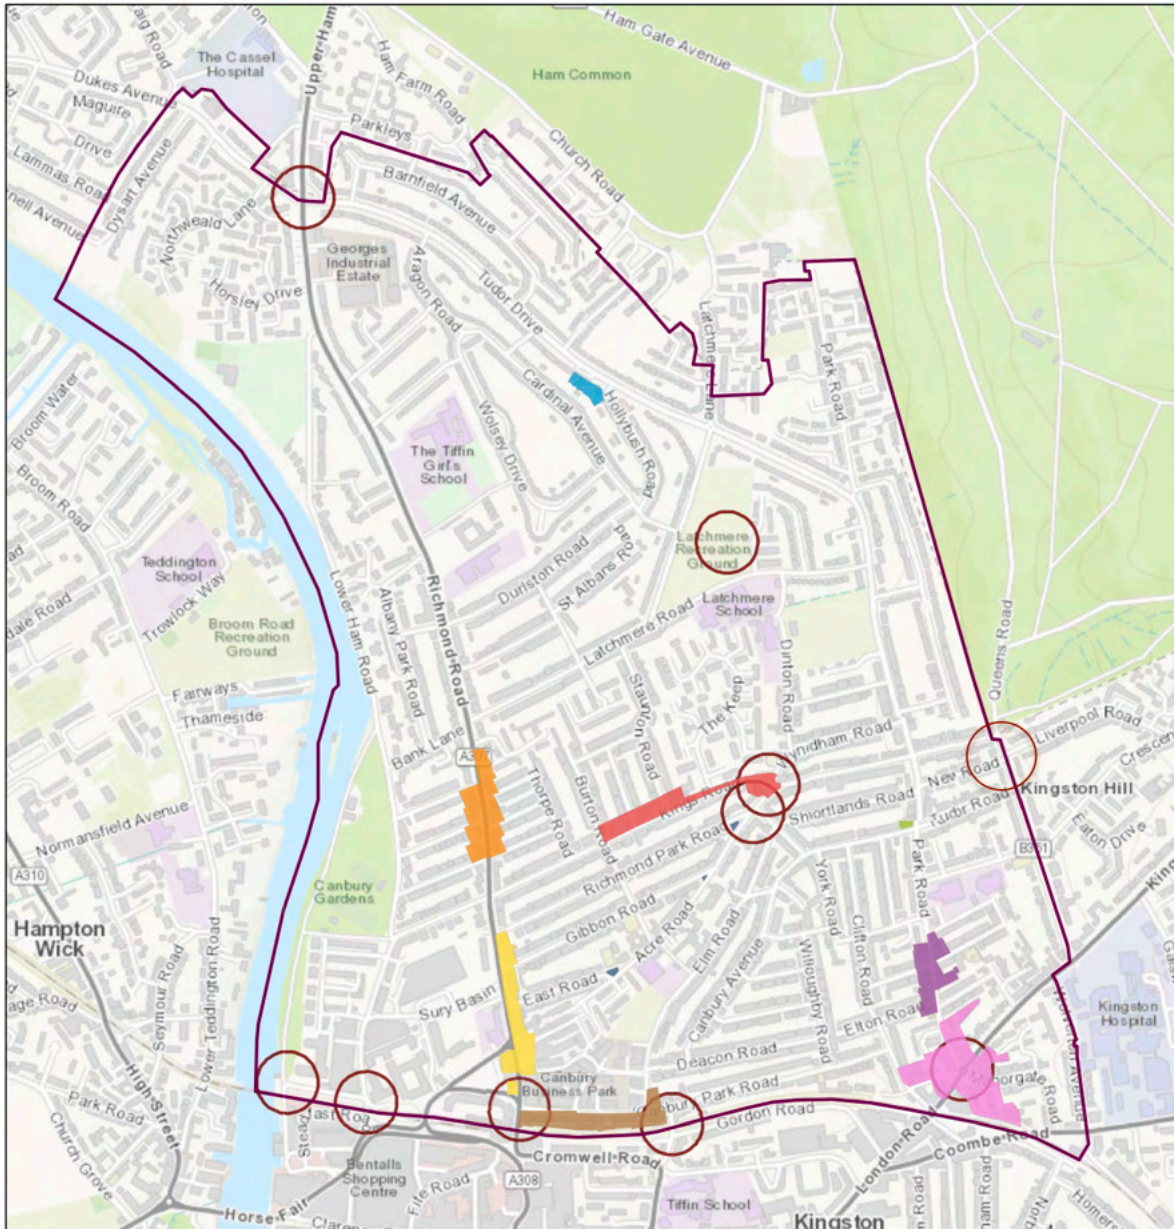 Craig Road
Upper Ham
Ham Gate Avenue
The Cassel
Hospital
Ham Farm Road
Ham Common
Dukes Avenue
Maguire
Drive
Parkleys
Church Road
Lammas Road
Dysart Avenue
Barnfield Avenue
Northweald Lane
Georges
Industrial
Estate
Aragon Road
Tudor Drive
Horsley Drive
Latchmere Lane
Park Road
Broom Water
Cardinal Avenue
Hollybush Road
Wolsey Drive
The Tiffin
Girl's
School
Broom Road
Latchmere
Recreation
Ground
Teddington
School
Durlston Road
St Albans Road
Richmond Road
Lower Ham Road
Albany Park Road
Trowlock Way
Latchmere
School
Broom Road
Recreation
Ground
Latchmere Road
Queens Road
Dinton Road
The Keep
Staunton Road
Fairways
Thameside
Bank Lane
A307
Wyndham Road
Liverpool Road
New Road
Kingston Hill
Thorpe Road
Burton Road
Kings Road
Shortlands Road
Tudor Road
Normansfield Avenue
Richmond Park Road
Eaton Drive
B351
A310
Park Road
York Road
Canbury
Gardens
Gibbon Road
Acre Road
Elm Road
Clifton Road
Hampton
Wick
Lower Teddington Road
Seymour Road
Canbury Avenue
Willoughby Road
Sury Basin
East Road
Elton Road
Kingston
Hospital
Wolverton Avenue
High Street
Deacon Road
Canbury
Business Park
Canbury Park Road
Gordon Road
Park Road
Church Grove
London Road
Coombe Road
Cromwell Road
Bentalls
Shopping
Centre
A308
Fife Road
Tiffin School
Horse Fair
Kingston